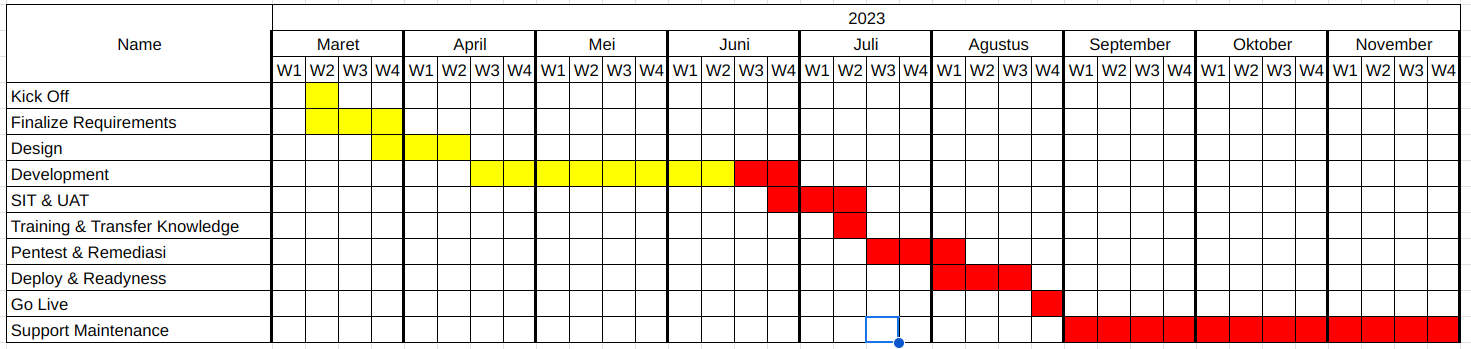 2023
Name Maret April Mei Juni Juli Agustus September Oktober November
W1 W2 W3 W4 W1 W2 W3 W4 W1 W2 W3 W4 W1 W2 W3 W4 W1 W2 W3 W4 W1 W2 W3 W4 W1 W2 W3 W4 W1 W2 W3 W4 W1 W2 W3 W4
Kick Off
Finalize Requirements
Design
Development
SIT & UAT
Training & Transfer Knowledge
Pentest & Remediasi
Deploy & Readyness
Go Live
Support Maintenance